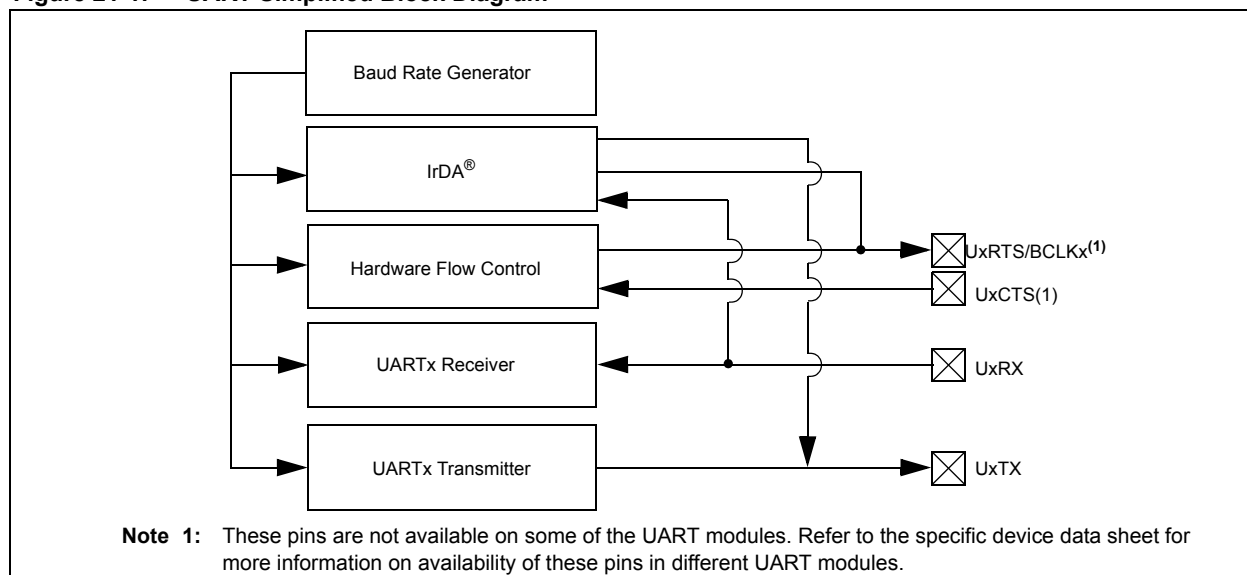 Baud Rate Generator
IrDA®
Hardware Flow Control
UxRTS/BCLKx(1)
UxCTS(1)
UARTx Receiver
UxRX
UARTx Transmitter
UxTX
Note 1: These pins are not available on some of the UART modules. Refer to the specific device data sheet for
more information on availability of these pins in different UART modules.